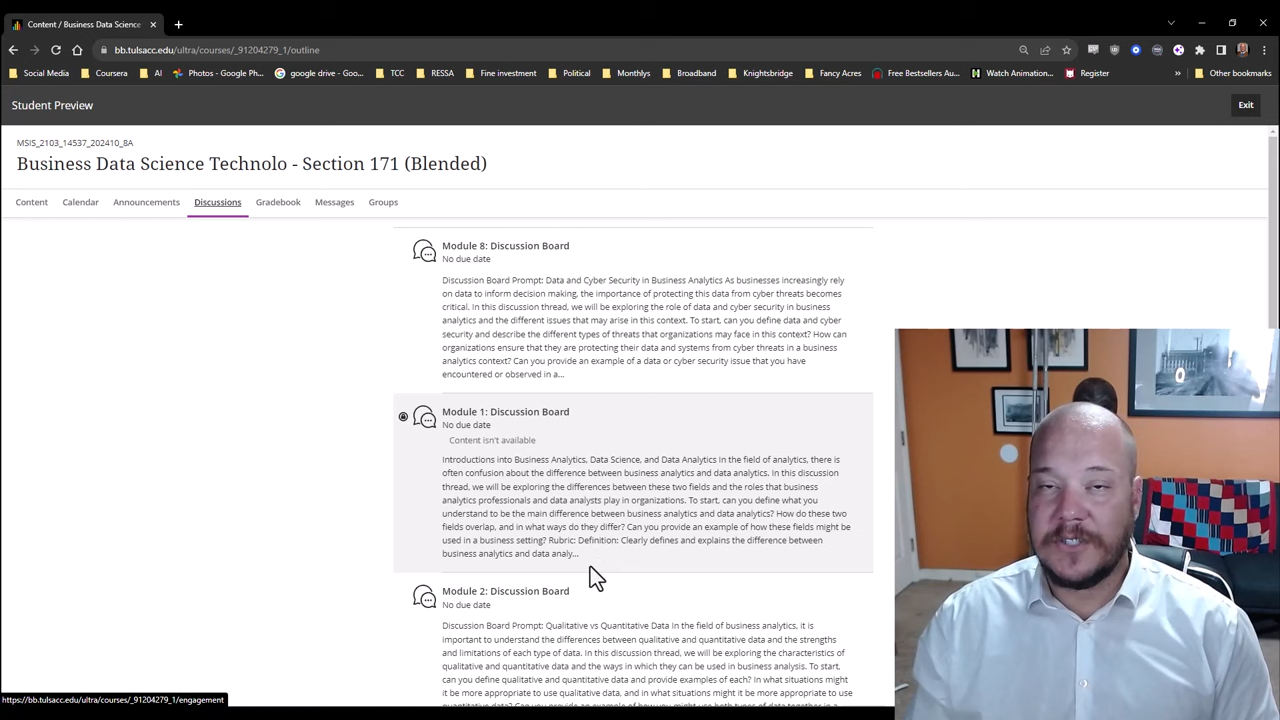 Content / Business Data Science
bb.tulsacc.edu/ultra/courses/_91204279_1/outline
Social Media
Coursera
AI
Photos - Google Ph...
google drive - Goo...
TCC
RESSA
Fine investment
Political
Monthlys
Broadband
Knightsbridge
Fancy Acres
Free Bestsellers Au...
Watch Animation...
Register
»
Other bookmarks
Student Preview
Exit
MSIS_2103_14537_202410_8A
Business Data Science Technolo - Section 171 (Blended)
Content
Calendar
Announcements
Discussions
Gradebook
Messages
Groups
Module 8: Discussion Board
No due date
Discussion Board Prompt: Data and Cyber Security in Business Analytics As businesses increasingly rely
on data to inform decision making, the importance of protecting this data from cyber threats becomes
critical. In this discussion thread, we will be exploring the role of data and cyber security in business
analytics and the different issues that may arise in this context. To start, can you define data and cyber
security and describe the different types of threats that organizations may face in this context? How can
organizations ensure that they are protecting their data and systems from cyber threats in a business
analytics context? Can you provide an example of a data or cyber security issue that you have
encountered or observed in a...
Module 1: Discussion Board
No due date
Content isn't available
Introductions into Business Analytics, Data Science, and Data Analytics In the field of analytics, there is
often confusion about the difference between business analytics and data analytics. In this discussion
thread, we will be exploring the differences between these two fields and the roles that business
analytics professionals and data analysts play in organizations. To start, can you define what you
understand to be the main difference between business analytics and data analytics? How do these two
fields overlap, and in what ways do they differ? Can you provide an example of how these fields might be
used in a business setting? Rubric: Definition: Clearly defines and explains the difference between
business analytics and data analy...
Module 2: Discussion Board
No due date
Discussion Board Prompt: Qualitative vs Quantitative Data In the field of business analytics, it is
important to understand the differences between qualitative and quantitative data and the strengths
and limitations of each type of data. In this discussion thread, we will be exploring the characteristics of
qualitative and quantitative data and the ways in which they can be used in business analysis. To start,
can you define qualitative and quantitative data and provide examples of each? In what situations might
it be more appropriate to use qualitative data, and in what situations might it be more appropriate to use
quantitative data? Can you provide an example of how you might use both types of data together in a
https://bb.tulsacc.edu/ultra/courses/_91204279_1/engagement